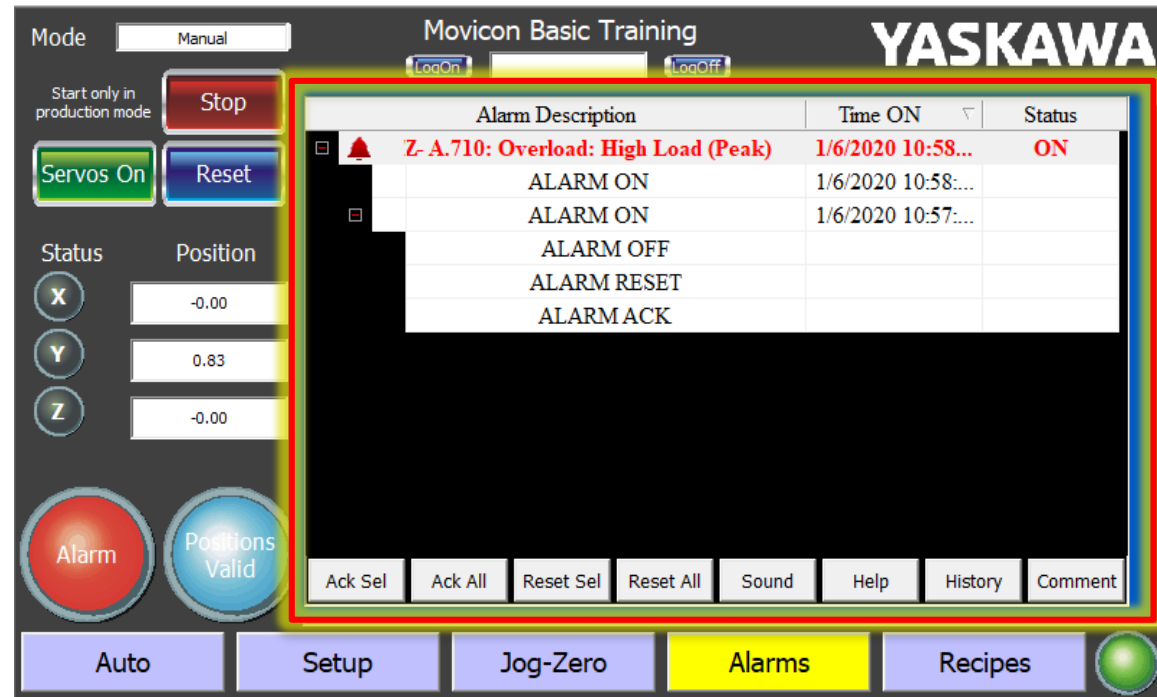 Mode Manual
Movicon Basic Training
YASKAWA
LogOn LogOff
Start only in
production mode
Stop
Servos On Reset
Status Position
X -0.00
Y 0.83
Z -0.00
Alarm
Positions
Valid
Alarm Description Time ON Status
Z- A.710: Overload: High Load (Peak) 1/6/2020 10:58... ON
ALARM ON 1/6/2020 10:58:...
ALARM ON 1/6/2020 10:57:...
ALARM OFF
ALARM RESET
ALARM ACK
Ack Sel Ack All Reset Sel Reset All Sound Help History Comment
Auto Setup Jog-Zero Alarms Recipes